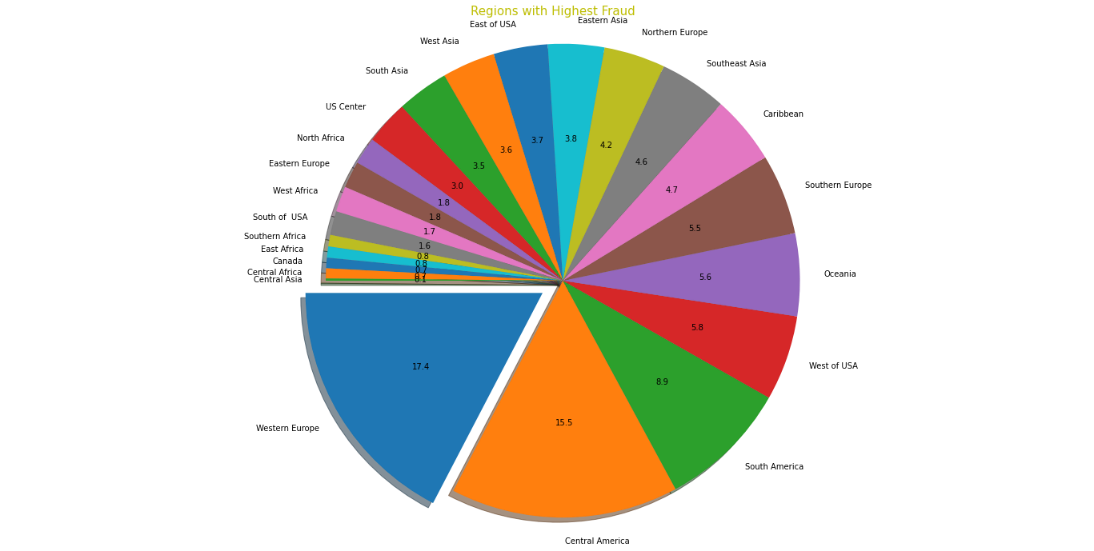 Regions with Highest Fraud
Western Europe
17.4
Central America
15.5
South America
8.9
West of USA
5.8
Oceania
5.6
Southern Europe
5.5
Caribbean
4.7
Southeast Asia
4.6
Northern Europe
4.2
Eastern Asia
3.8
East of USA
3.7
West Asia
3.6
South Asia
3.5
US Center
3.0
North Africa
1.8
Eastern Europe
1.8
West Africa
1.7
South of  USA
1.6
Southern Africa
0.8
East Africa
0.8
Canada
0.7
Central Africa
Central Asia
0.1